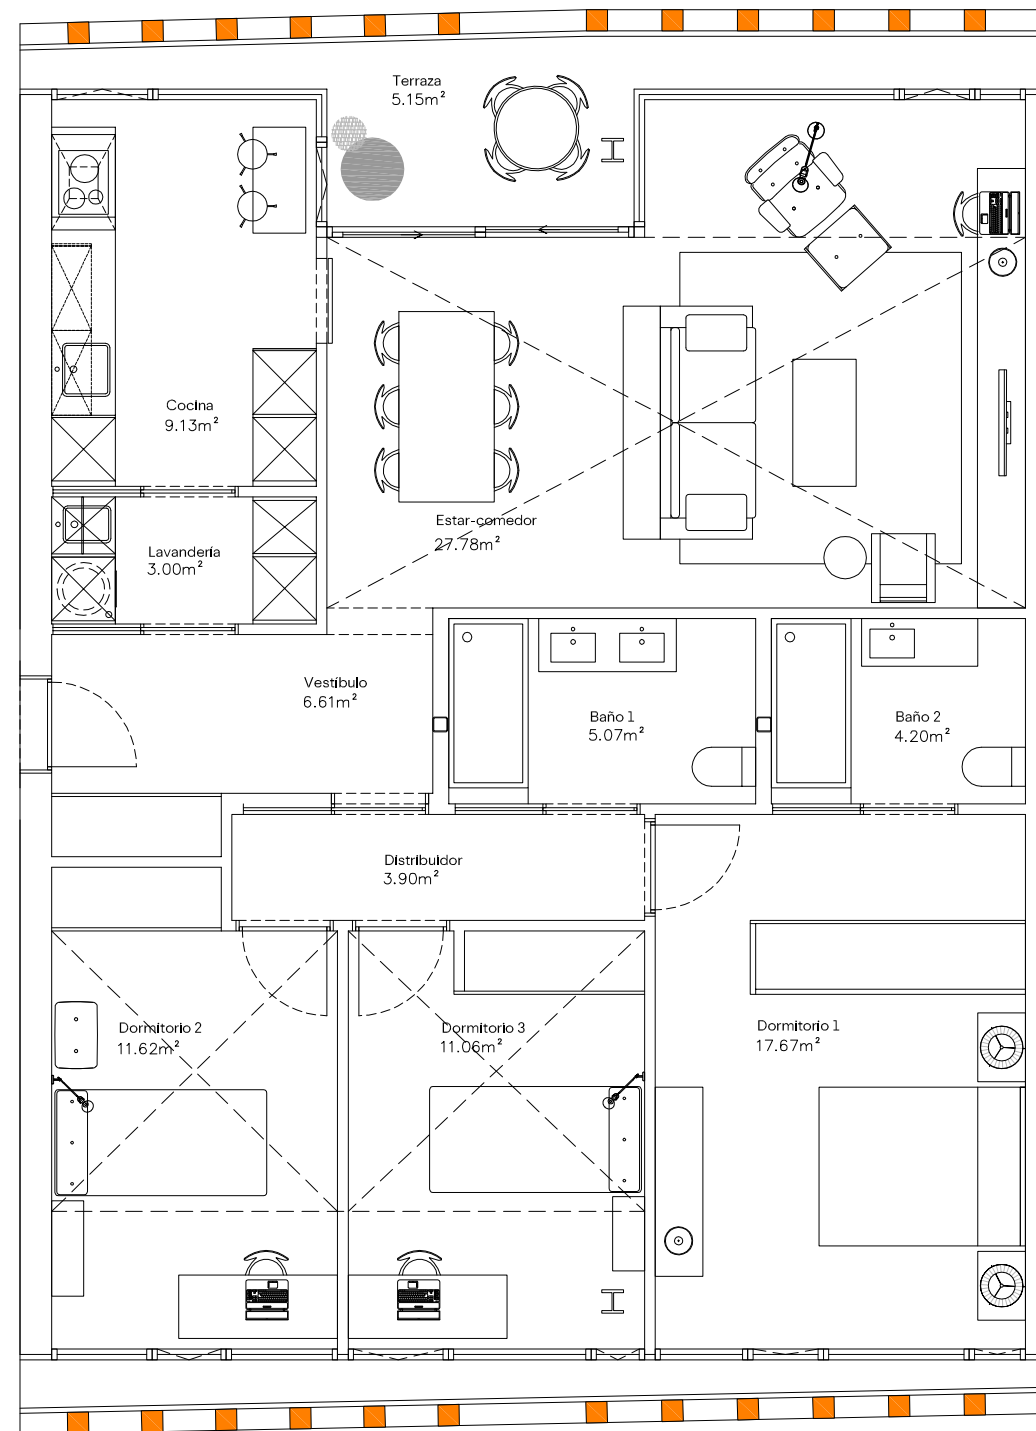 Terraza
5.15m²
Cocina
9.13m²
Estar-comedor
27.78m²
Lavandería
3.00m²
Vestíbulo
6.61m²
Baño 1
5.07m²
Baño 2
4.20m²
Distribuidor
3.90m²
Dormitorio 2
11.62m²
Dormitorio 3
11.06m²
Dormitorio 1
17.67m²